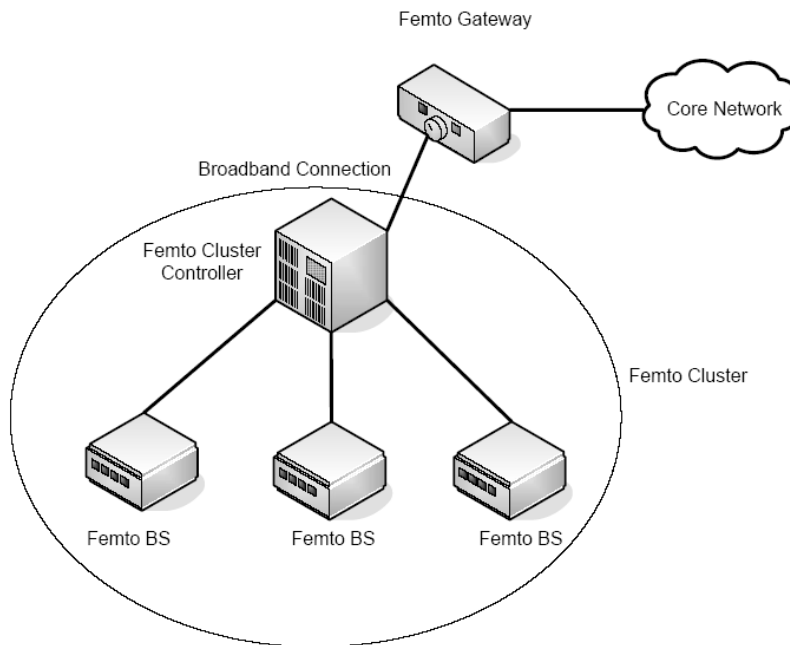 Femto Gateway
Core Network
Broadband Connection
Femto Cluster
Controller
Femto Cluster
Femto BS
Femto BS
Femto BS